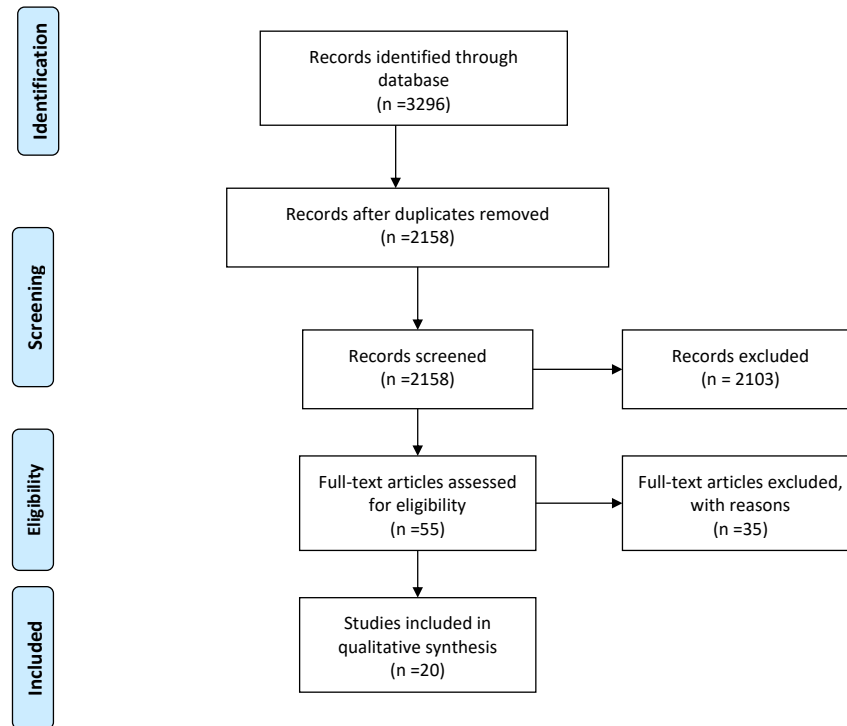 Identification
Records identified through
database
(n =3296)
Records after duplicates removed
(n =2158)
Screening
Records screened
(n =2158)
Records excluded
(n = 2103)
Eligibility
Full-text articles assessed
for eligibility
(n =55)
Full-text articles excluded,
with reasons
(n =35)
Included
Studies included in
qualitative synthesis
(n =20)